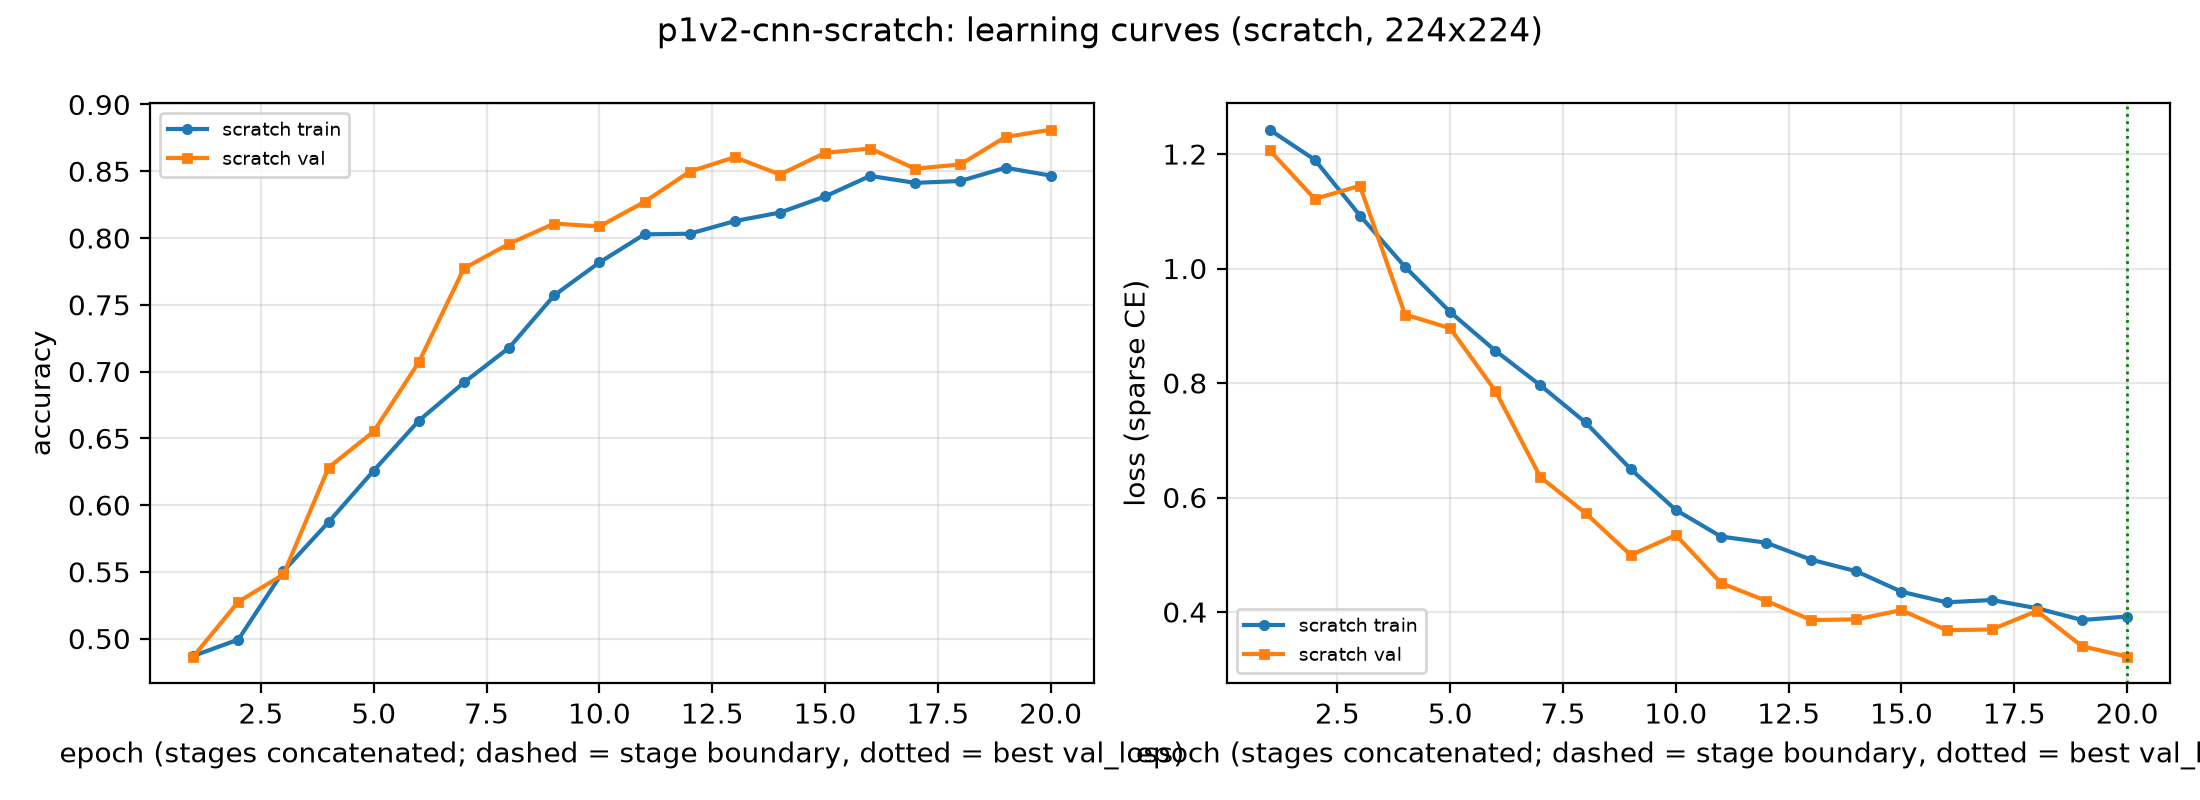 p1v2-cnn-scratch: learning curves (scratch, 224x224)
accuracy
0.90
0.85
0.80
0.75
0.70
0.65
0.60
0.55
0.50
scratch train
scratch val
2.5 5.0 7.5 10.0 12.5 15.0 17.5 20.0
epoch (stages concatenated; dashed = stage boundary, dotted = best val_loss)
loss (sparse CE)
1.2
1.0
0.8
0.6
0.4
scratch train
scratch val
2.5 5.0 7.5 10.0 12.5 15.0 17.5 20.0
epoch (stages concatenated; dashed = stage boundary, dotted = best val_l